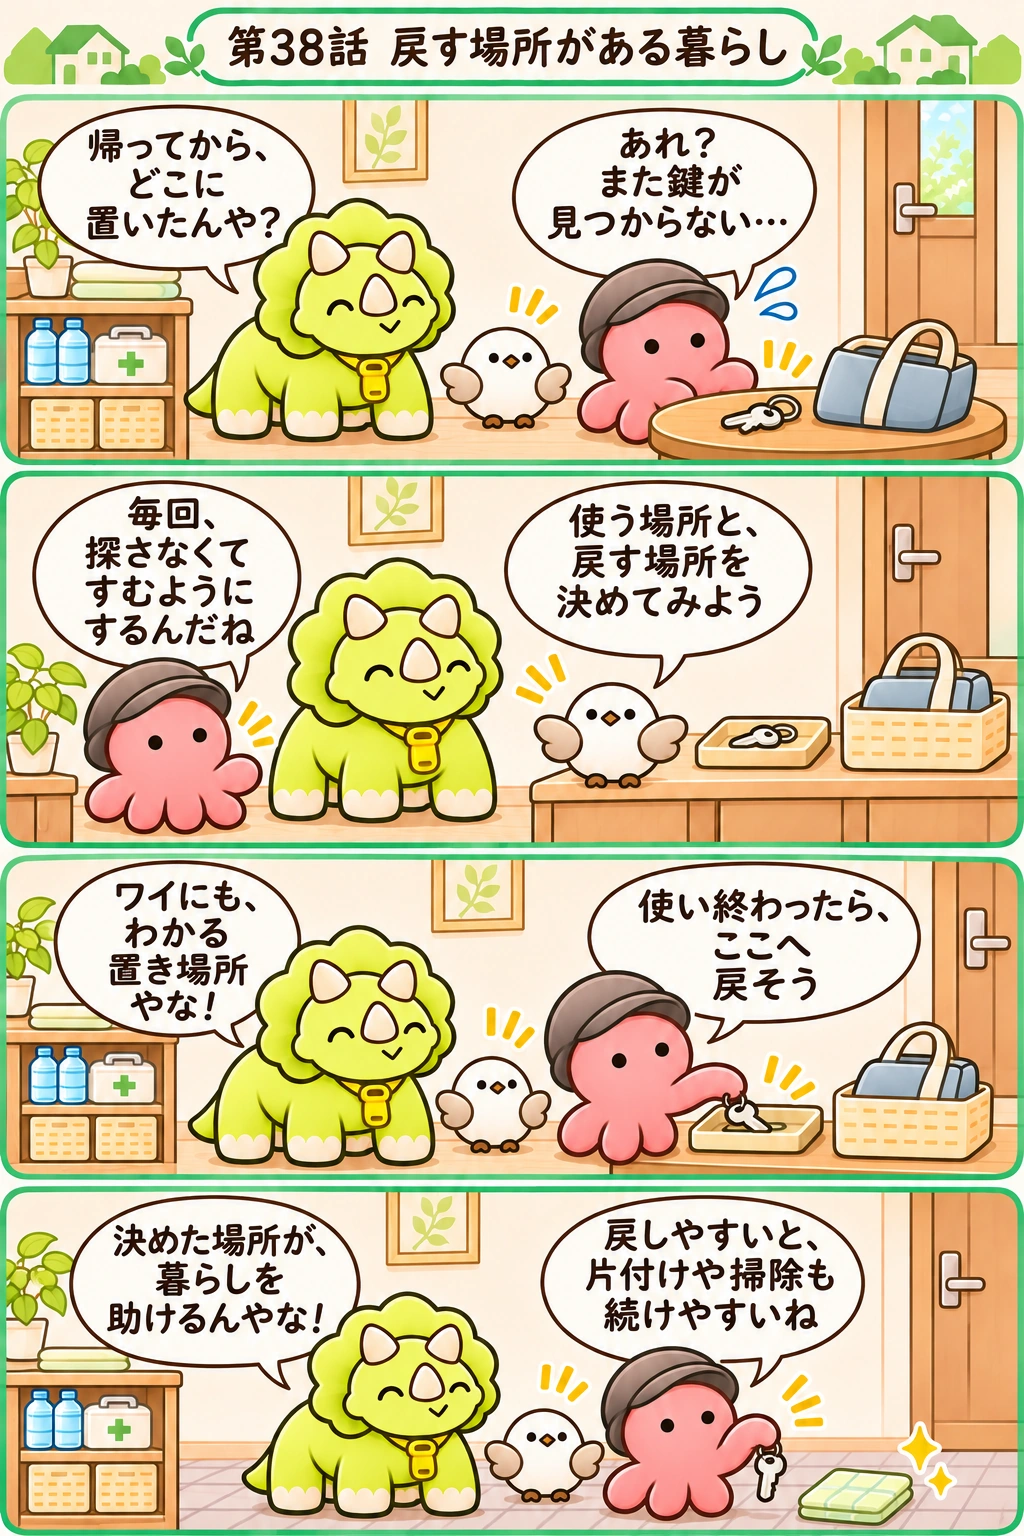 第38話 戻す場所がある暮らし
帰ってから、
どこに
置いたんや?
あれ?
また鍵が
見つからない…
毎回、
探さなくて
すむように
するんだね
使う場所と、
戻す場所を
決めてみよう
ワイにも、
わかる
置き場所
やな!
使い終わったら、
ここへ
戻そう
決めた場所が、
暮らしを
助けるんやな!
戻しやすいと、
片付けや掃除も
続けやすいね